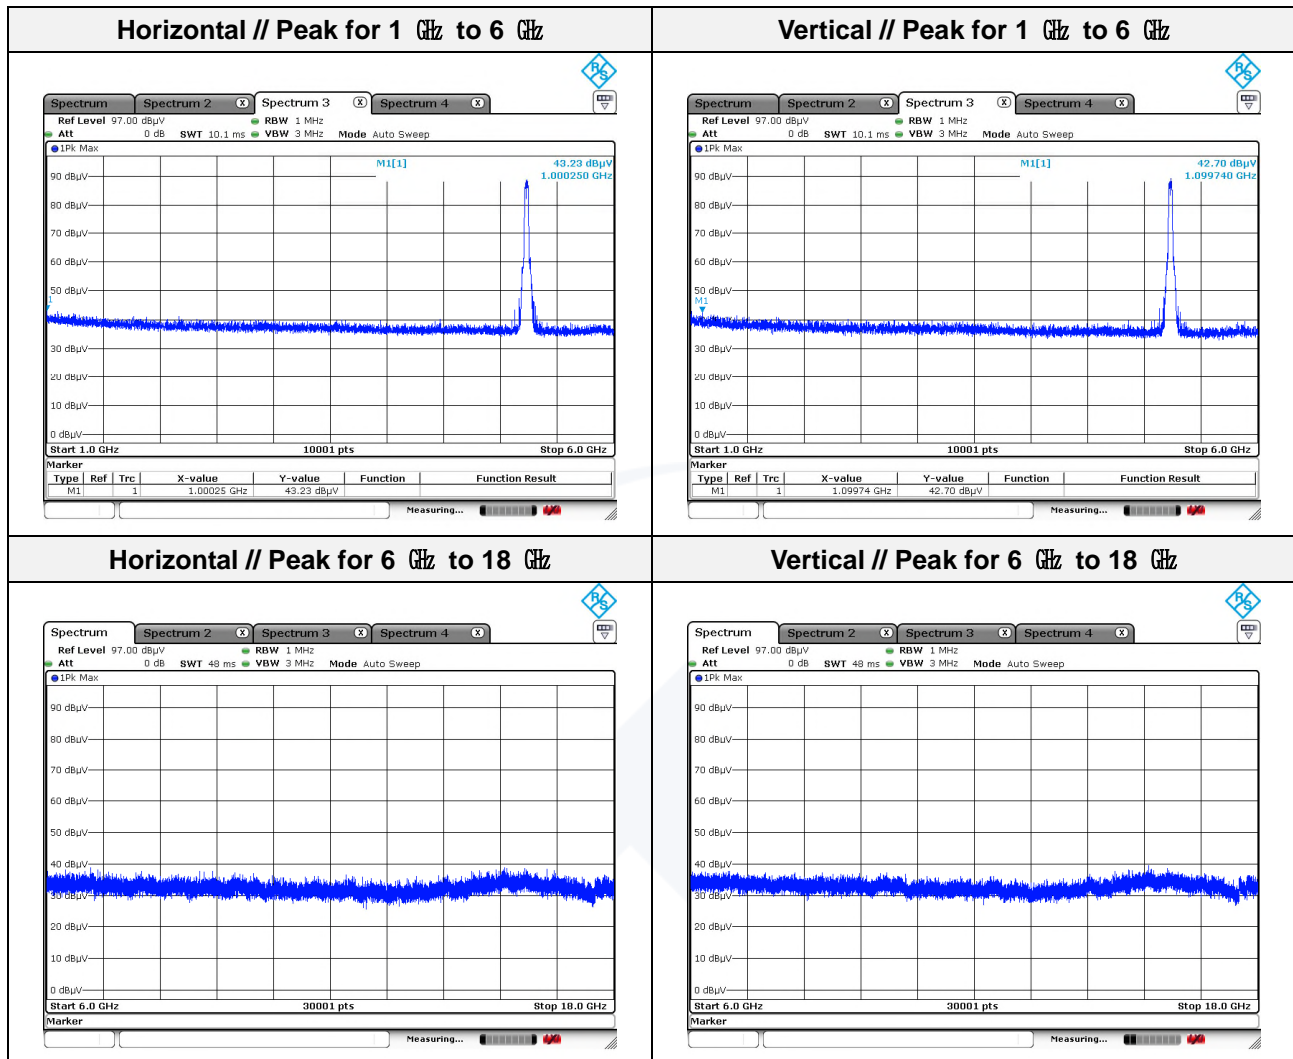 Horizontal // Peak for 1 ㎓ to 6 ㎓
Vertical // Peak for 1 ㎓ to 6 ㎓
R&S
Spectrum Spectrum 2 X Spectrum 3 X Spectrum 4 X
Ref Level 97.00 dBµV RBW 1 MHz
Att 0 dB SWT 10.1 ms VBW 3 MHz Mode Auto Sweep
1Pk Max
M1[1] 43.23 dBµV
1.000250 GHz
90 dBµV
80 dBµV
70 dBµV
60 dBµV
50 dBµV
1
30 dBµV
20 dBµV
10 dBµV
0 dBµV
Start 1.0 GHz 10001 pts Stop 6.0 GHz
Marker
Type Ref Trc X-value Y-value Function Function Result
M1 1 1.00025 GHz 43.23 dBµV
Measuring...
R&S
Spectrum Spectrum 2 X Spectrum 3 X Spectrum 4 X
Ref Level 97.00 dBµV RBW 1 MHz
Att 0 dB SWT 10.1 ms VBW 3 MHz Mode Auto Sweep
1Pk Max
M1[1] 42.70 dBµV
1.099740 GHz
90 dBµV
80 dBµV
70 dBµV
60 dBµV
50 dBµV
M1
30 dBµV
20 dBµV
10 dBµV
0 dBµV
Start 1.0 GHz 10001 pts Stop 6.0 GHz
Marker
Type Ref Trc X-value Y-value Function Function Result
M1 1 1.09974 GHz 42.70 dBµV
Measuring...
Horizontal // Peak for 6 ㎓ to 18 ㎓
Vertical // Peak for 6 ㎓ to 18 ㎓
R&S
Spectrum Spectrum 2 X Spectrum 3 X Spectrum 4 X
Ref Level 97.00 dBµV RBW 1 MHz
Att 0 dB SWT 48 ms VBW 3 MHz Mode Auto Sweep
1Pk Max
90 dBµV
80 dBµV
70 dBµV
60 dBµV
50 dBµV
40 dBµV
30 dBµV
20 dBµV
10 dBµV
0 dBµV
Start 6.0 GHz 30001 pts Stop 18.0 GHz
Marker
Measuring...
R&S
Spectrum Spectrum 2 X Spectrum 3 X Spectrum 4 X
Ref Level 97.00 dBµV RBW 1 MHz
Att 0 dB SWT 48 ms VBW 3 MHz Mode Auto Sweep
1Pk Max
90 dBµV
80 dBµV
70 dBµV
60 dBµV
50 dBµV
40 dBµV
30 dBµV
20 dBµV
10 dBµV
0 dBµV
Start 6.0 GHz 30001 pts Stop 18.0 GHz
Marker
Measuring...